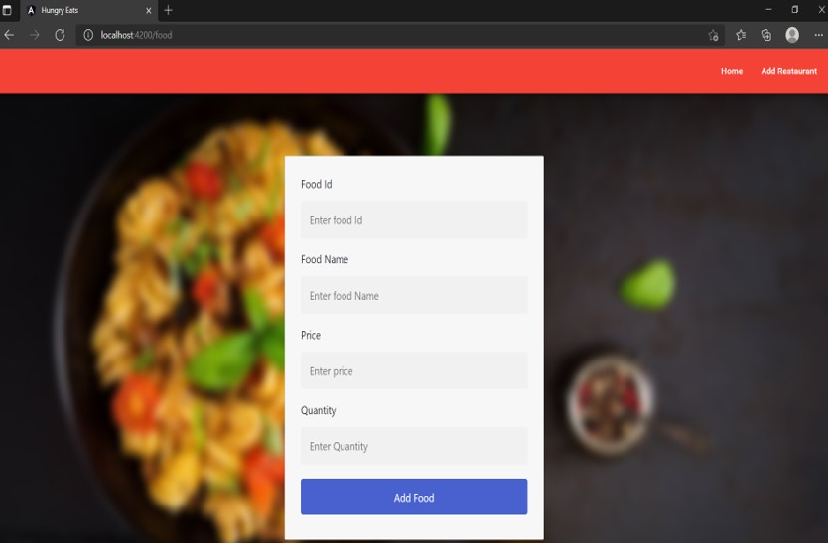 Hungry Eats
localhost:4200/food
Home Add Restaurant
Food Id
Enter food Id
Food Name
Enter food Name
Price
Enter price
Quantity
Enter Quantity
Add Food